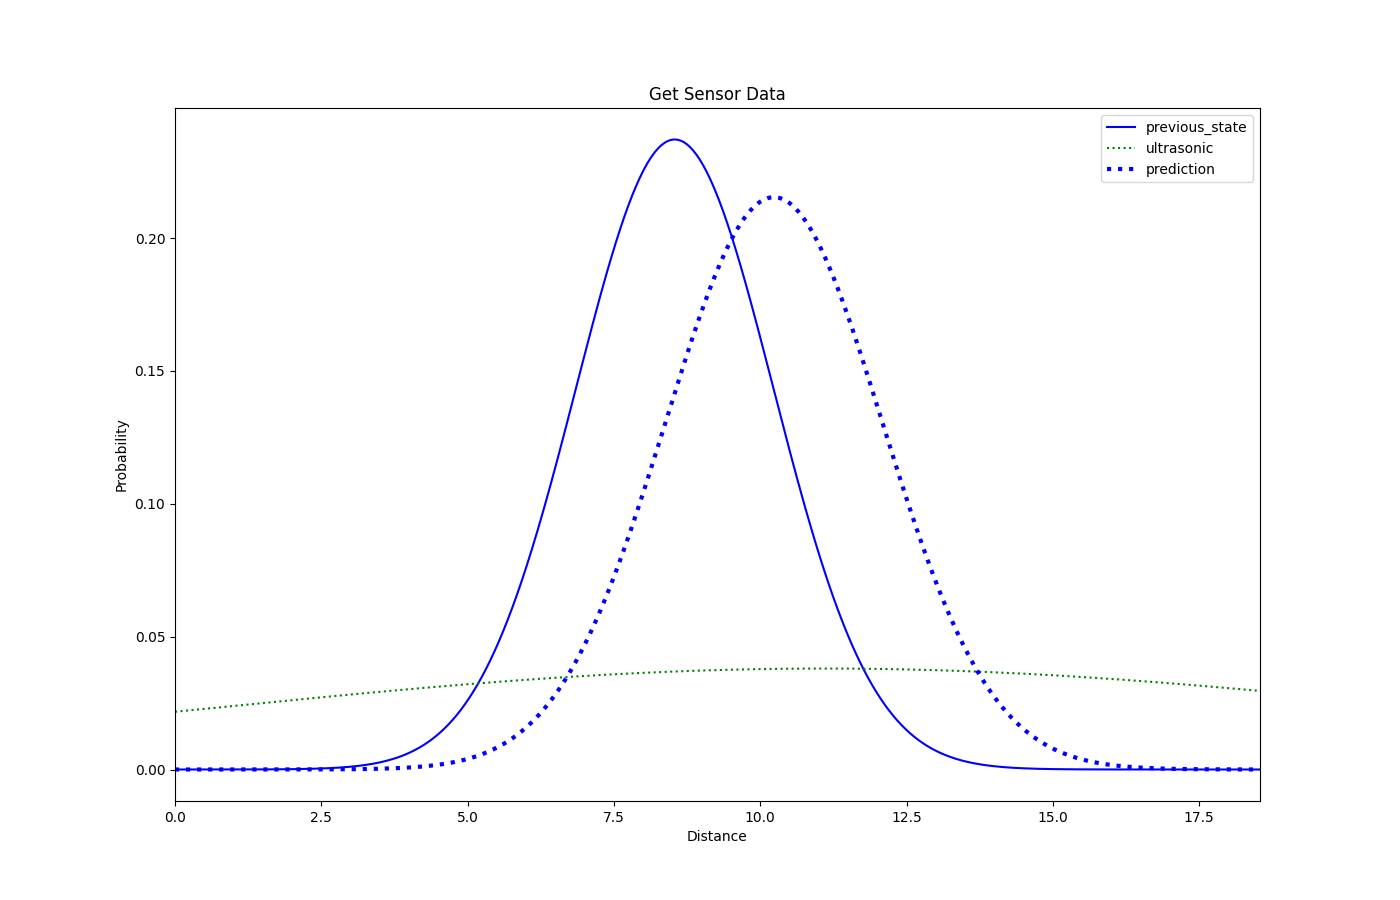 Get Sensor Data
previous_state
ultrasonic
prediction
Probability
0.20
0.15
0.10
0.05
0.00
0.0 2.5 5.0 7.5 10.0 12.5 15.0 17.5
Distance